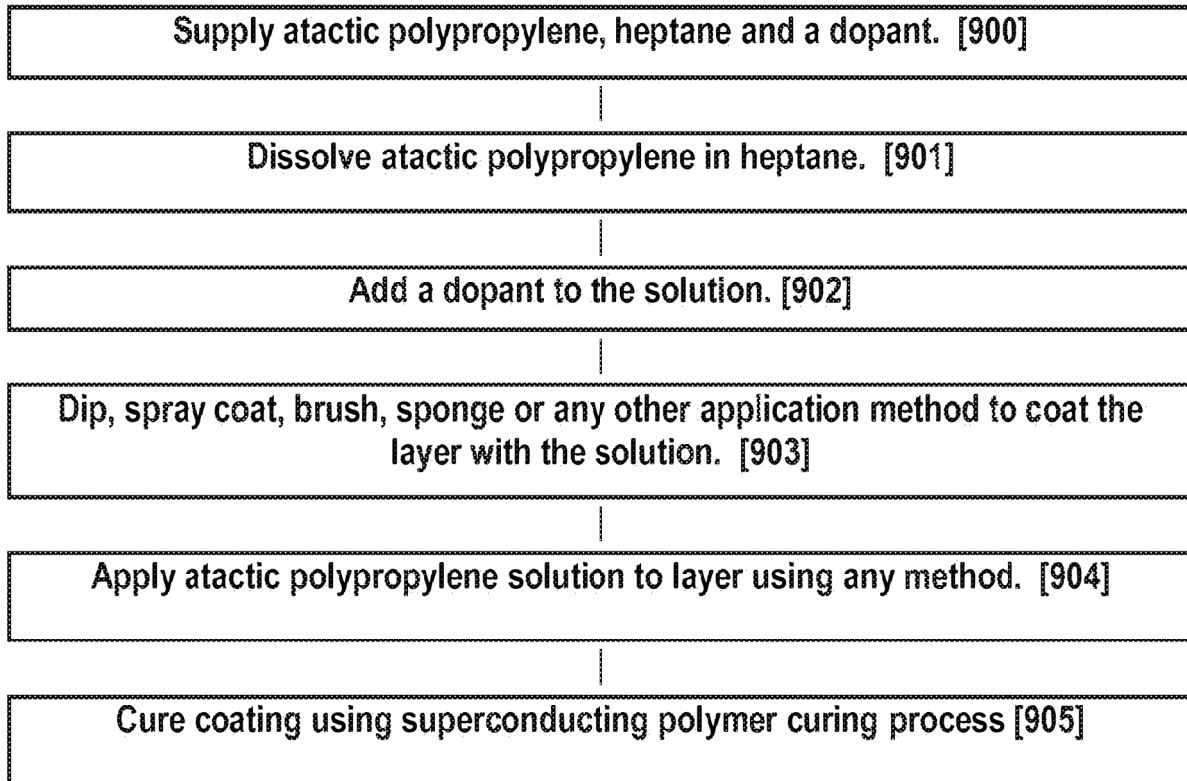 Supply atactic polypropylene, heptane and a dopant. [900]
Dissolve atactic polypropylene in heptane. [901]
Add a dopant to the solution. [902]
Dip, spray coat, brush, sponge or any other application method to coat the
layer with the solution. [903]
Apply atactic polypropylene solution to layer using any method. [904]
Cure coating using superconducting polymer curing process [905]